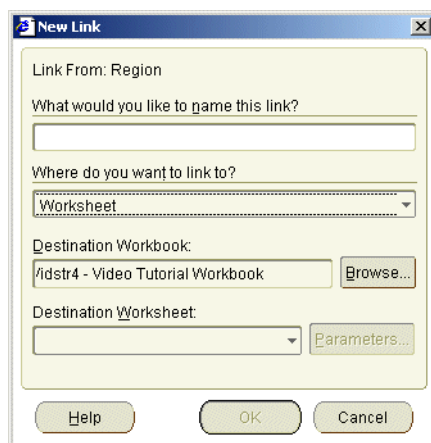 New Link
Link From: Region
What would you like to name this link?
Where do you want to link to?
Worksheet
Destination Workbook:
Vidstr4 - Video Tutorial Workbook
Browse...
Destination Worksheet:
Parameters...
Help
OK
Cancel